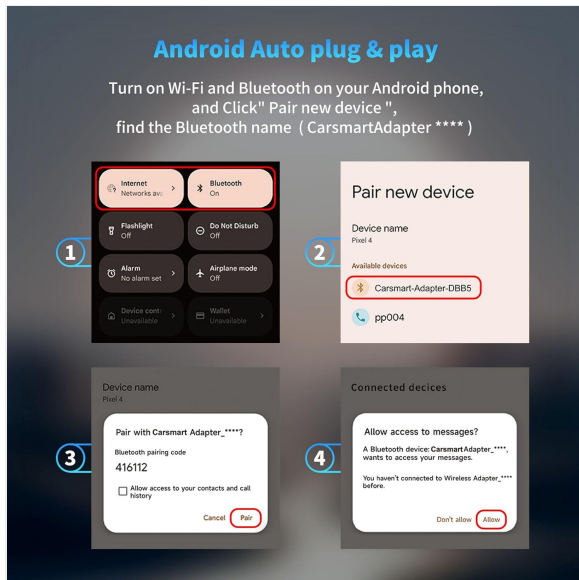 Android Auto plug & play
Turn on Wi-Fi and Bluetooth on your Android phone,
and Click" Pair new device ",
find the Bluetooth name ( CarsmartAdapter **** )
1
Internet
Networks ava
Bluetooth
On
Flashlight
Off
Do Not Disturb
Off
Alarm
No alarm set
Airplane mode
Off
Device cont
Unavailable
Wallet
Unavailable
2
Pair new device
Device name
Pixel 4
Available devices
Carsmart-Adapter-DBB5
pp004
3
Device name
Pixel 4
Pair with Carsmart Adapter_****?
Bluetooth pairing code
416112
Allow access to your contacts and call
history
Cancel
Pair
4
Connected devices
Allow access to messages?
A Bluetooth device: CarsmartAdapter_****,
wants to access your messages.
You haven't connected to Wireless Adapter_****
before.
Don't allow
Allow